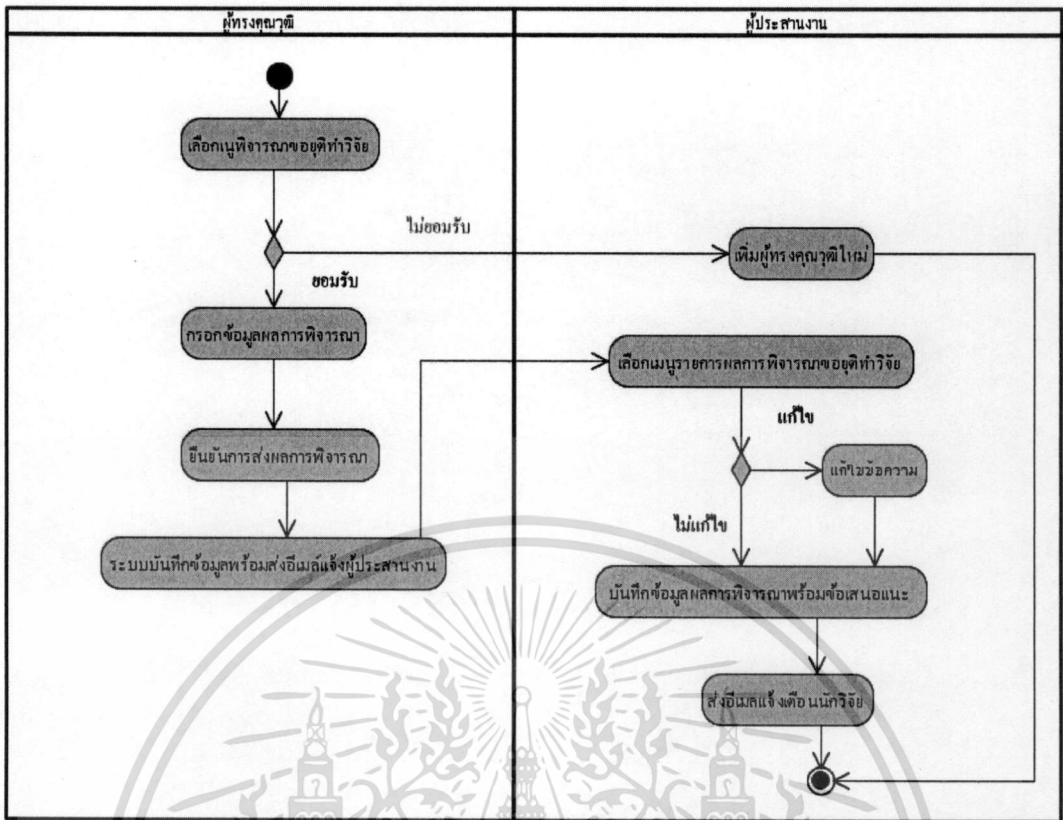 ผู้ทรงคุณวุฒิ
ผู้ประสานงาน
เลือกเนูพิจารณาขอยุติทำวิจัย
ไม่ยอมรับ
เพิ่มผู้ทรงคุณวุฒิใหม่
ยอมรับ
กรอกข้อมูลผลการพิจารณา
เลือกเมนูรายการผลการพิจารณาขอยุติทำวิจัย
แก้ไข
ยืนยันการส่งผลการพิจารณา
แก้ไขข้อความ
ไม่แก้ไข
ระบบบันทึกข้อมูลพร้อมส่งอีเมล์แจ้งผู้ประสานงาน
บันทึกข้อมูลผลการพิจารณาพร้อมข้อเสนอแนะ
ส่งอีเมลแจ้งเตือนนักวิจัย